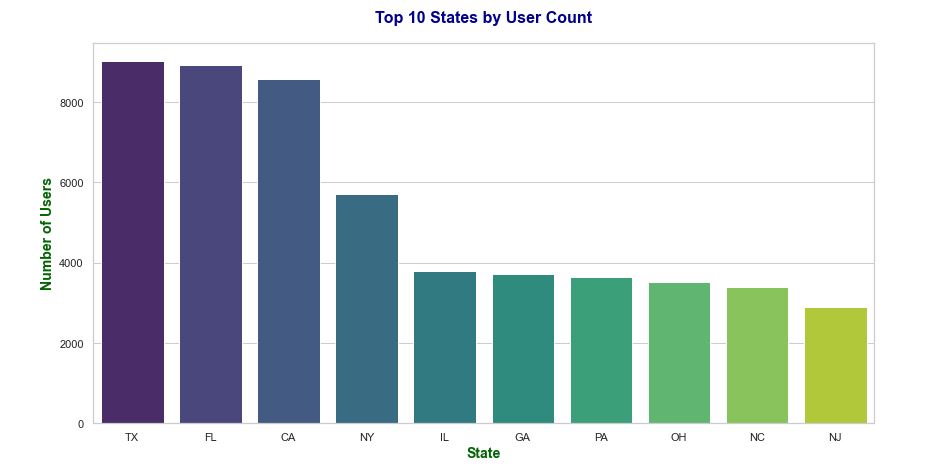 Top 10 States by User Count
Number of Users
8000
6000
4000
2000
0
TX FL CA NY IL GA PA OH NC NJ
State